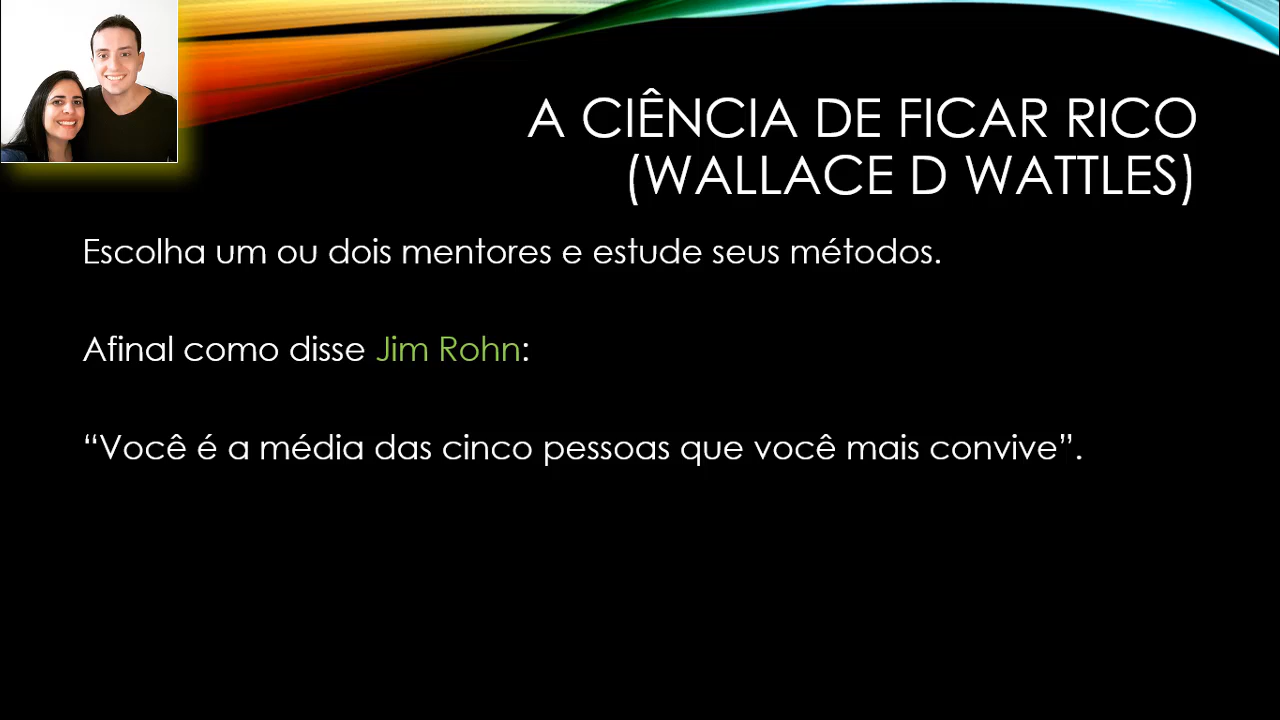 A CIÊNCIA DE FICAR RICO
(WALLACE D WATTLES)
Escolha um ou dois mentores e estude seus métodos.
Afinal como disse Jim Rohn:
“Você é a média das cinco pessoas que você mais convive”.